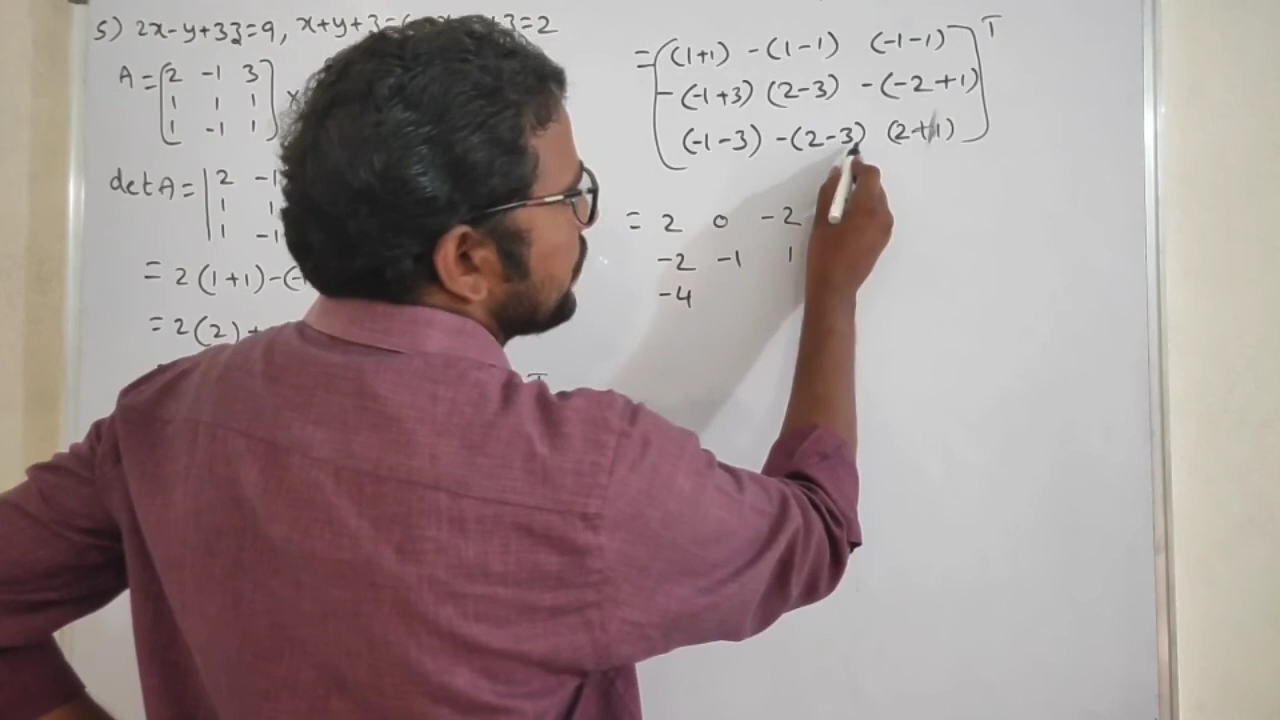 5) 2x-y+3z=9, x+y+z=6 =2
A = [2 -1 3
1 1 1
1 -1 1] x
det A = |2 -1
1 1
1 -1
= 2(1+1)-(-
= 2(2)+
T
= [(1+1) -(1-1) (-1-1)]T
-(-1+3) (2-3) -(-2+1)
(-1-3) -(2-3) (2+1)
= 2 0 -2
-2 -1 1
-4